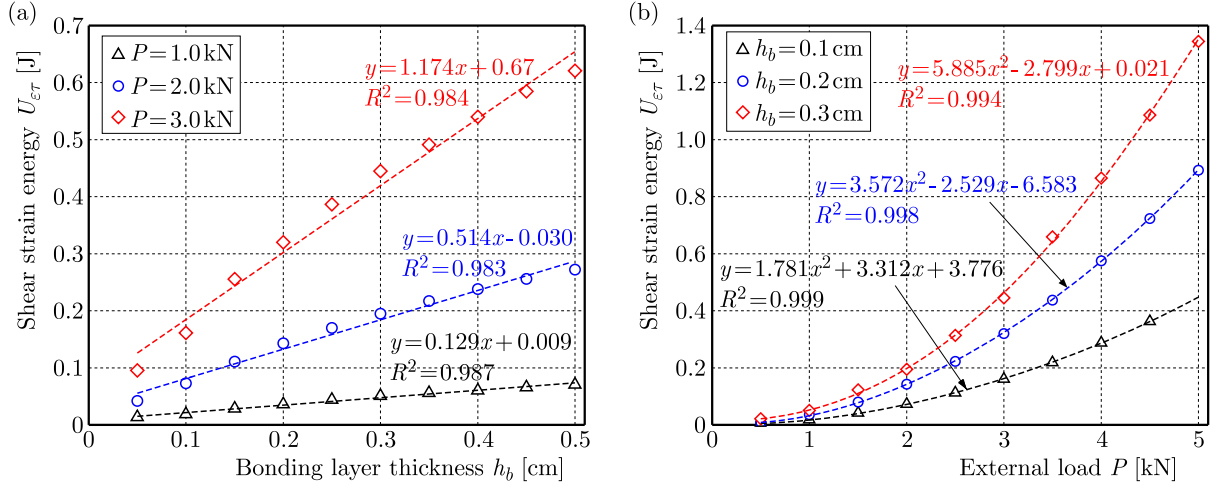 (a)
0.7
0.6
0.5
0.4
0.3
0.2
0.1
0
Shear strain energy Uετ [J]
P=1.0 kN
P=2.0 kN
P=3.0 kN
y=1.174x+0.67
R²=0.984
y=0.514x-0.030
R²=0.983
y=0.129x+0.009
R²=0.987
0 0.1 0.2 0.3 0.4 0.5
Bonding layer thickness hb [cm]
(b)
1.4
1.2
1.0
0.8
0.6
0.4
0.2
0
Shear strain energy Uετ [J]
hb=0.1 cm
hb=0.2 cm
hb=0.3 cm
y=5.885x²-2.799x+0.021
R²=0.994
y=3.572x²-2.529x-6.583
R²=0.998
y=1.781x²+3.312x+3.776
R²=0.999
0 1 2 3 4 5
External load P [kN]